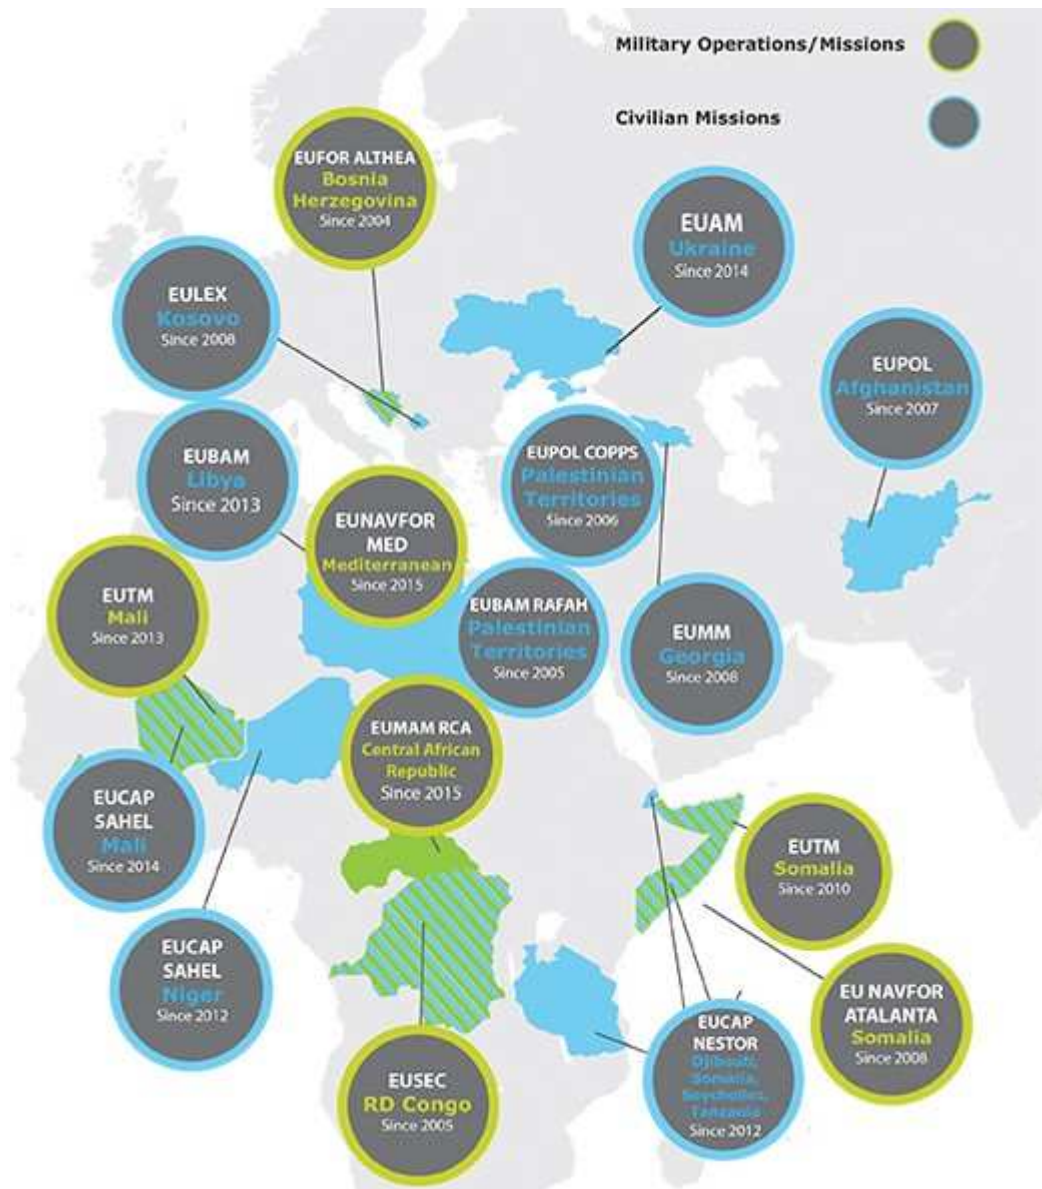 Military Operations/Missions
Civilian Missions
EUFOR ALTHEA
Bosnia
Herzegovina
Since 2004
EUAM
Ukraine
Since 2014
EULEX
Kosovo
Since 2008
EUPOL
Afghanistan
Since 2007
EUBAM
Libya
Since 2013
EUPOL COPPS
Palestinian
Territories
Since 2006
EUNAVFOR
MED
Mediterranean
Since 2015
EUTM
Mali
Since 2013
EUBAM RAFAH
Palestinian
Territories
Since 2005
EUMM
Georgia
Since 2008
EUMAM RCA
Central African
Republic
Since 2015
EUCAP
SAHEL
Mali
Since 2014
EUTM
Somalia
Since 2010
EUCAP
SAHEL
Niger
Since 2012
EU NAVFOR
ATALANTA
Somalia
Since 2008
EUCAP
NESTOR
Djibouti,
Somalia,
Seychelles,
Tanzania
Since 2012
EUSEC
RD Congo
Since 2005